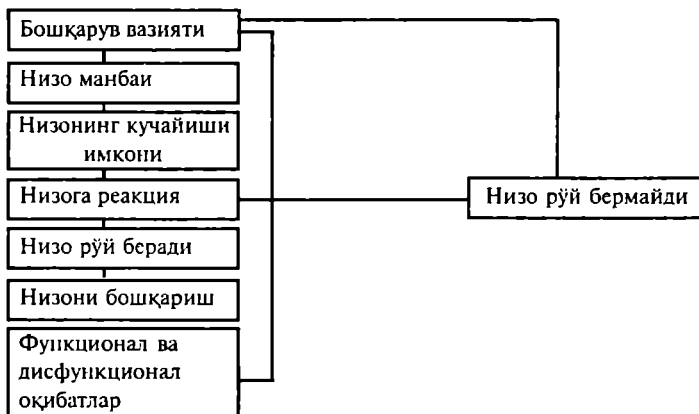 Бошқарув вазияти
Низо манбаи
Низонинг кучайиши
имкони
Низога реакция
Низо рўй бермайди
Низо рўй беради
Низони бошқариш
Функционал ва
дисфункционал
оқибатлар